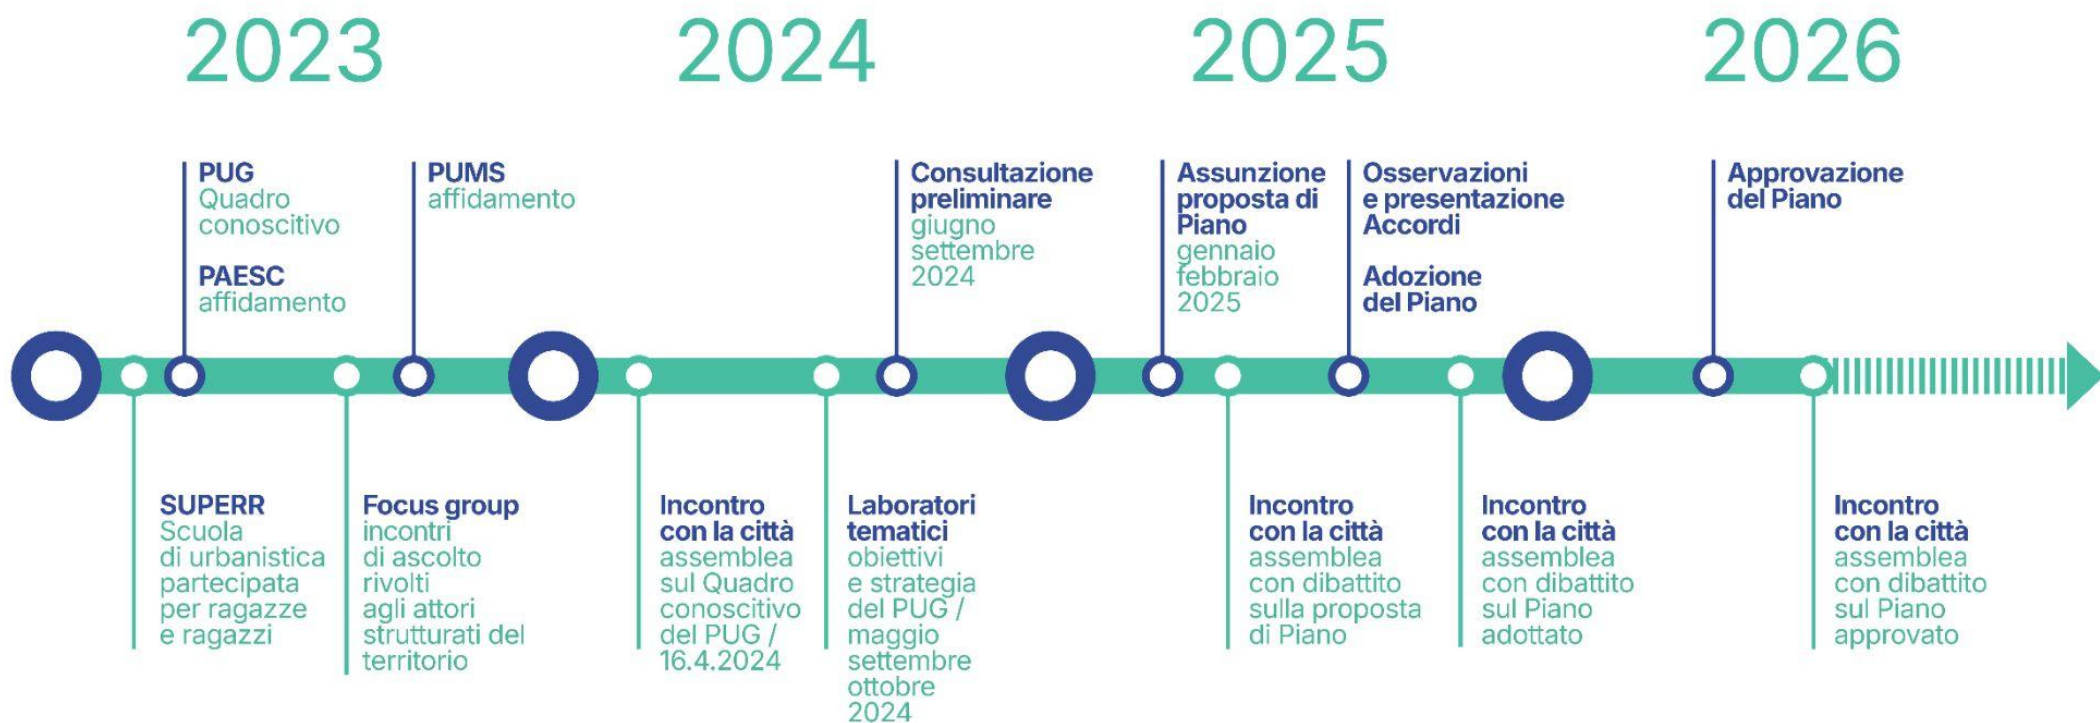 2023
2024
2025
2026
PUG
Quadro
conoscitivo
PAESC
affidamento
PUMS
affidamento
Consultazione
preliminare
giugno
settembre
2024
Assunzione
proposta di
Piano
gennaio
febbraio
2025
Osservazioni
e presentazione
Accordi
Adozione
del Piano
Approvazione
del Piano
SUPERR
Scuola
di urbanistica
partecipata
per ragazze
e ragazzi
Focus group
incontri
di ascolto
rivolti
agli attori
strutturati del
territorio
Incontro
con la città
assemblea
sul Quadro
conoscitivo
del PUG /
16.4.2024
Laboratori
tematici
obiettivi
e strategia
del PUG /
maggio
settembre
ottobre
2024
Incontro
con la città
assemblea
con dibattito
sulla proposta
di Piano
Incontro
con la città
assemblea
con dibattito
sul Piano
adottato
Incontro
con la città
assemblea
con dibattito
sul Piano
approvato